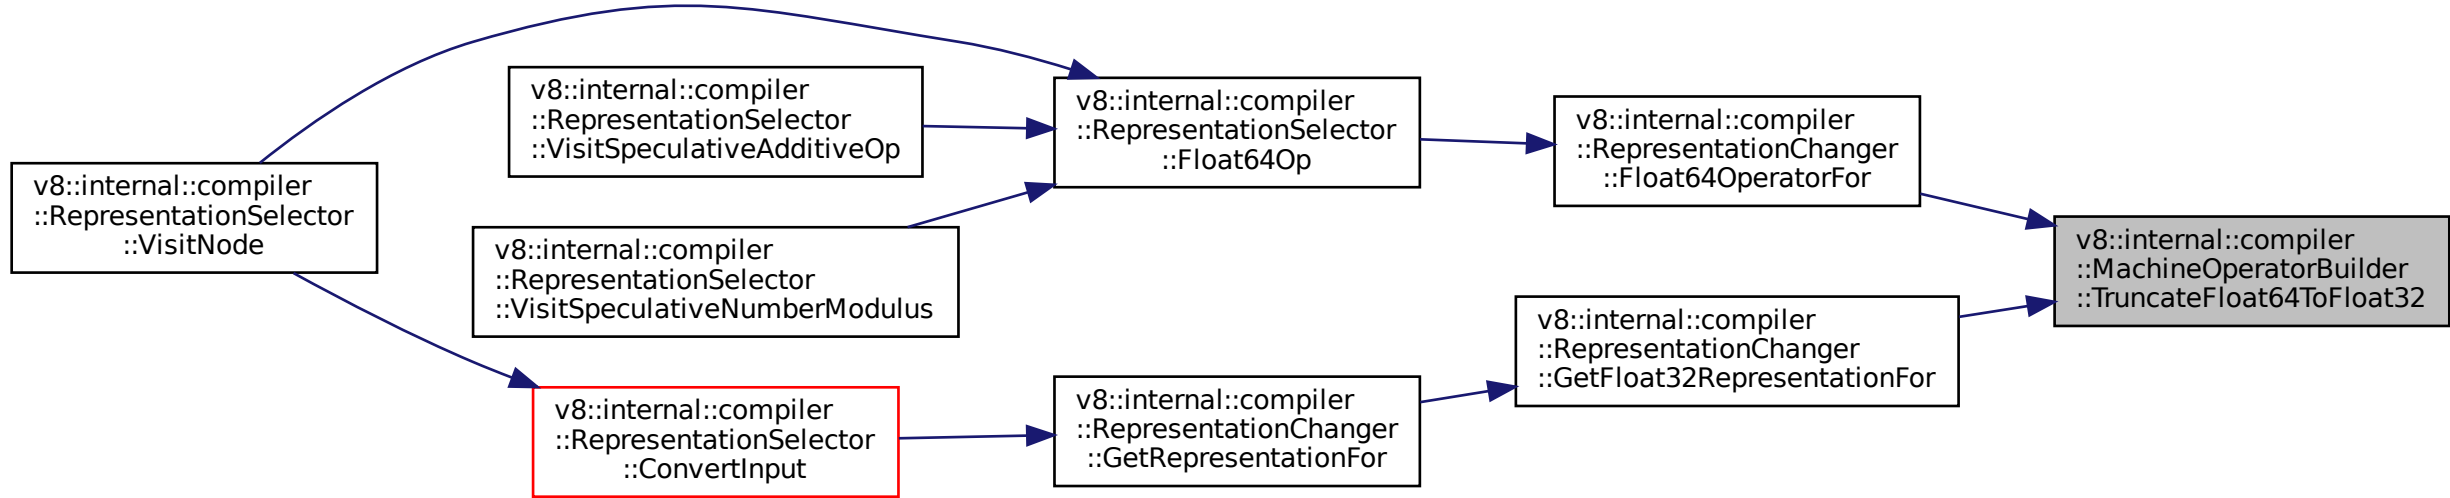 v8::internal::compiler
::RepresentationSelector
::VisitNode
v8::internal::compiler
::RepresentationSelector
::VisitSpeculativeAdditiveOp
v8::internal::compiler
::RepresentationSelector
::VisitSpeculativeNumberModulus
v8::internal::compiler
::RepresentationSelector
::ConvertInput
v8::internal::compiler
::RepresentationSelector
::Float64Op
v8::internal::compiler
::RepresentationChanger
::GetRepresentationFor
v8::internal::compiler
::RepresentationChanger
::Float64OperatorFor
v8::internal::compiler
::RepresentationChanger
::GetFloat32RepresentationFor
v8::internal::compiler
::MachineOperatorBuilder
::TruncateFloat64ToFloat32